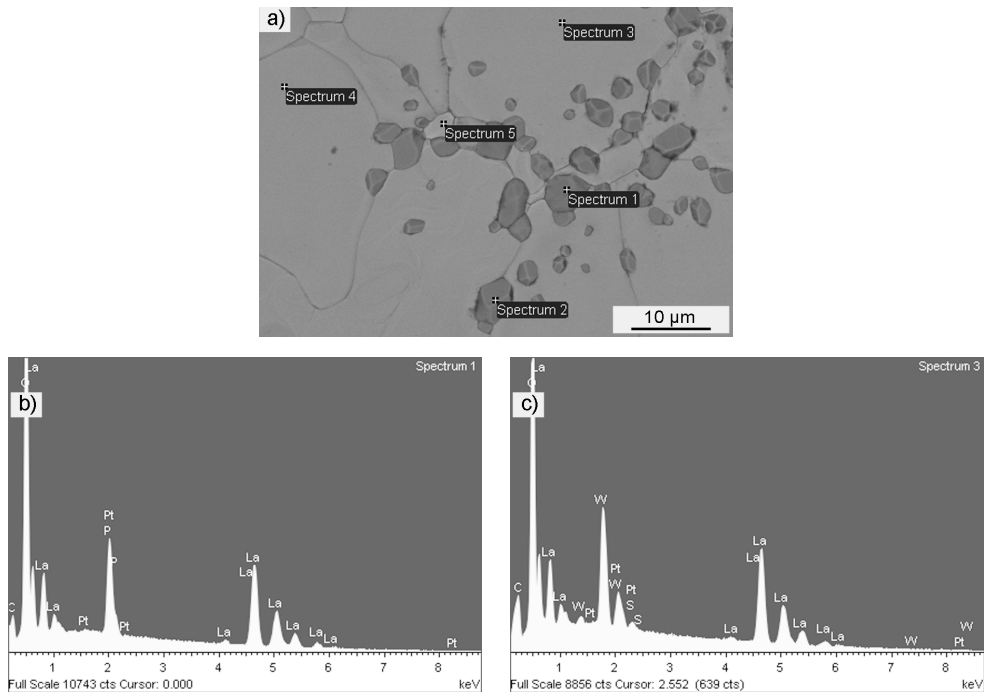 a)
Spectrum 3
Spectrum 4
Spectrum 5
Spectrum 1
Spectrum 2
10 µm
Spectrum 1
b)
La
O
Pt
P
P
La
La
La
C
La
La
Pt
Pt
La
La
La
La
Pt
1 2 3 4 5 6 7 8
Full Scale 10743 cts Cursor: 0.000 keV
Spectrum 3
c)
La
O
W
La
La
La
C
Pt
W
Pt
La
W
Pt
S
S
La
La
La
La
W
W
Pt
1 2 3 4 5 6 7 8
Full Scale 8856 cts Cursor: 2.552 (639 cts) keV